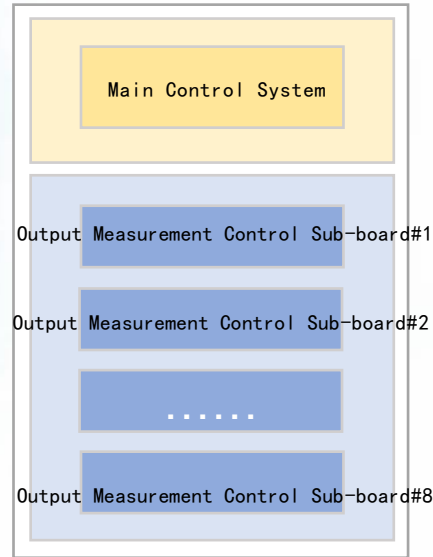 Main Control System
Output Measurement Control Sub-board#1
Output Measurement Control Sub-board#2
......
Output Measurement Control Sub-board#8